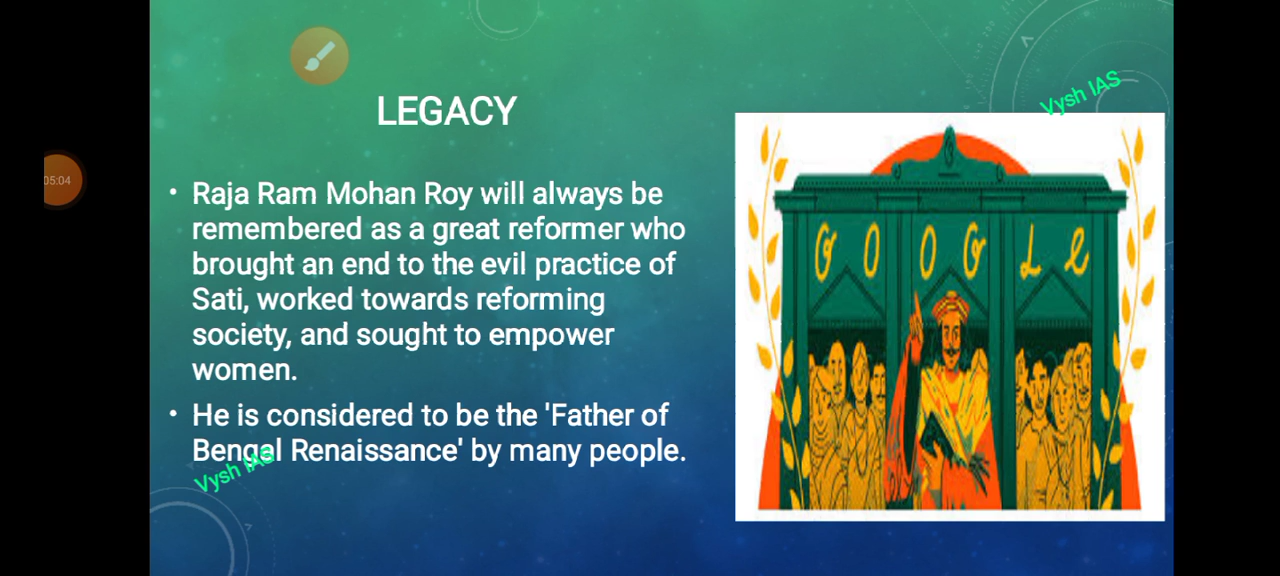 Vysh IAS
LEGACY
05:04
• Raja Ram Mohan Roy will always be
remembered as a great reformer who
brought an end to the evil practice of
Sati, worked towards reforming
society, and sought to empower
women.
• He is considered to be the 'Father of
Bengal Renaissance' by many people.
Vysh IAS
GOOGLE